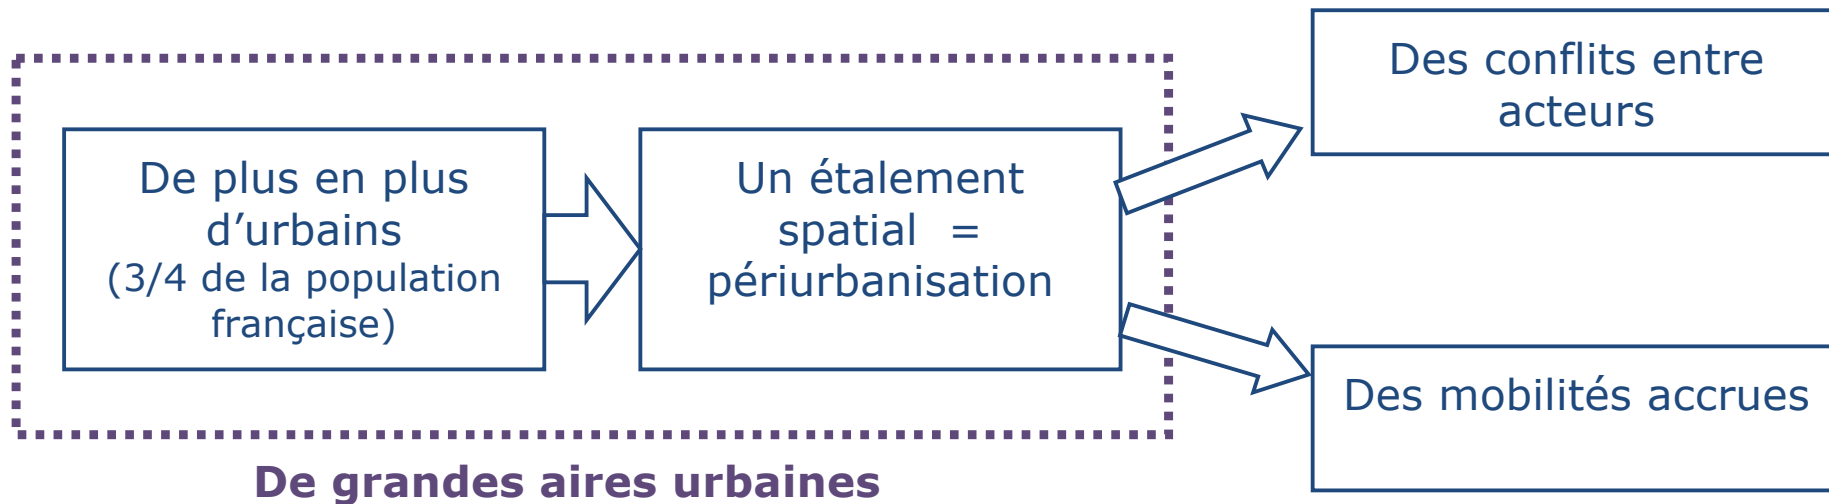 De plus en plus
d’urbains
(3/4 de la population
française)
Un étalement
spatial =
périurbanisation
Des conflits entre
acteurs
Des mobilités accrues
De grandes aires urbaines